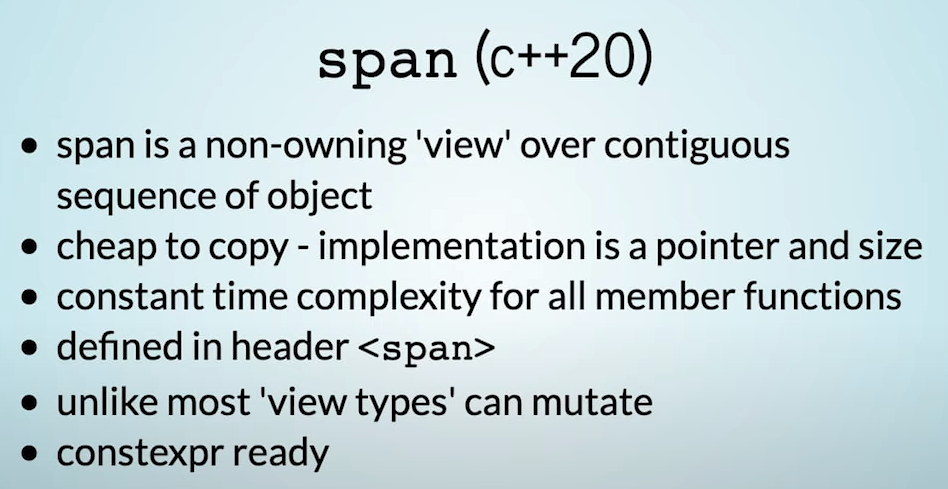 span (c++20)
• span is a non-owning 'view' over contiguous
sequence of object
• cheap to copy - implementation is a pointer and size
• constant time complexity for all member functions
• defined in header <span>
• unlike most 'view types' can mutate
• constexpr ready